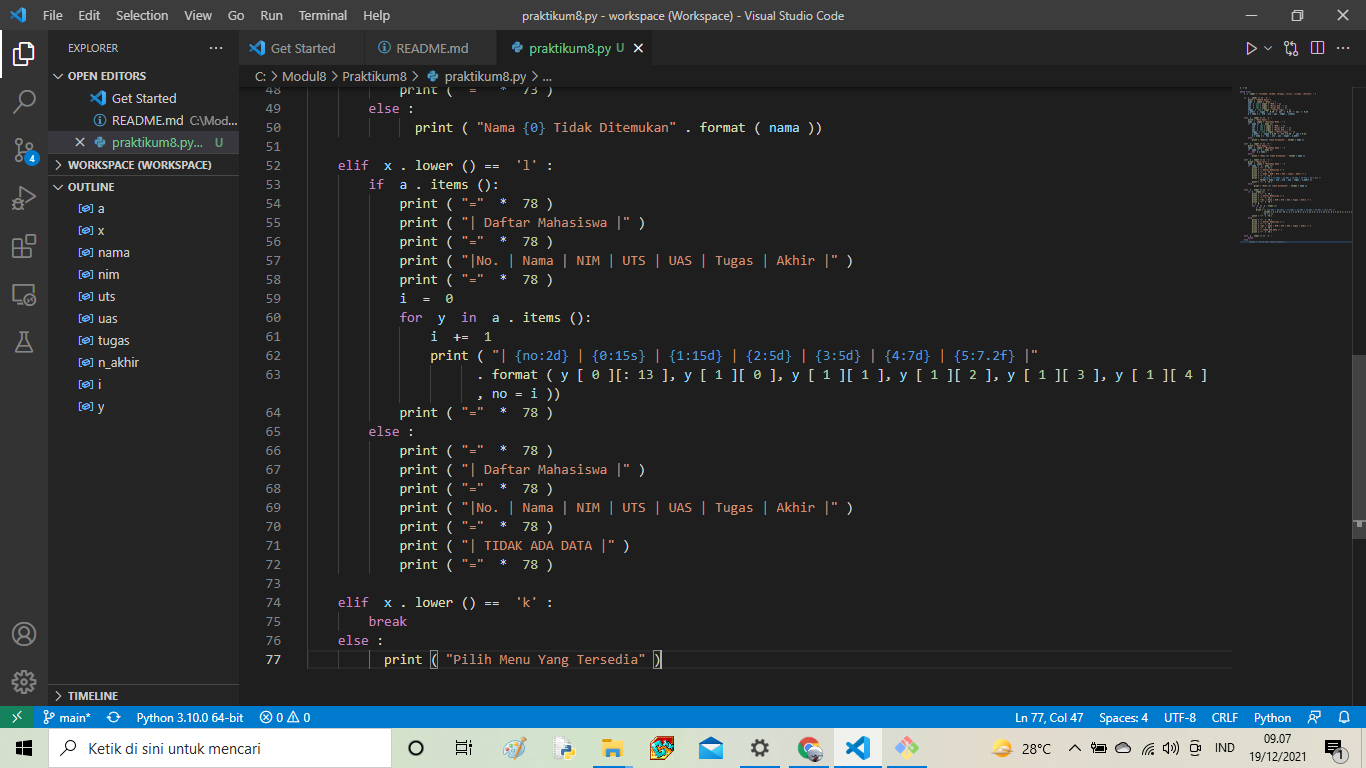 File Edit Selection View Go Run Terminal Help praktikum8.py - workspace (Workspace) - Visual Studio Code
EXPLORER
OPEN EDITORS
Get Started
README.md C:\Mod...
praktikum8.py... U
WORKSPACE (WORKSPACE)
OUTLINE
a
x
nama
nim
uts
uas
tugas
n_akhir
i
y
TIMELINE
4
Get Started README.md praktikum8.py U
C: > Modul8 > Praktikum8 > praktikum8.py > ...
48 print ( "=" * 73 )
49 else :
50 print ( "Nama {0} Tidak Ditemukan" . format ( nama ))
51
52 elif x . lower () == 'l' :
53 if a . items ():
54 print ( "=" * 78 )
55 print ( "| Daftar Mahasiswa |" )
56 print ( "=" * 78 )
57 print ( "|No. | Nama | NIM | UTS | UAS | Tugas | Akhir |" )
58 print ( "=" * 78 )
59 i = 0
60 for y in a . items ():
61 i += 1
62 print ( "| {no:2d} | {0:15s} | {1:15d} | {2:5d} | {3:5d} | {4:7d} | {5:7.2f} |"
63 . format ( y [ 0 ][: 13 ], y [ 1 ][ 0 ], y [ 1 ][ 1 ], y [ 1 ][ 2 ], y [ 1 ][ 3 ], y [ 1 ][ 4 ]
, no = i ))
64 print ( "=" * 78 )
65 else :
66 print ( "=" * 78 )
67 print ( "| Daftar Mahasiswa |" )
68 print ( "=" * 78 )
69 print ( "|No. | Nama | NIM | UTS | UAS | Tugas | Akhir |" )
70 print ( "=" * 78 )
71 print ( "| TIDAK ADA DATA |" )
72 print ( "=" * 78 )
73
74 elif x . lower () == 'k' :
75 break
76 else :
77 print ( "Pilih Menu Yang Tersedia" )
main* Python 3.10.0 64-bit 0 0 Ln 77, Col 47 Spaces: 4 UTF-8 CRLF Python
Ketik di sini untuk mencari
28°C IND
09.07
19/12/2021
1